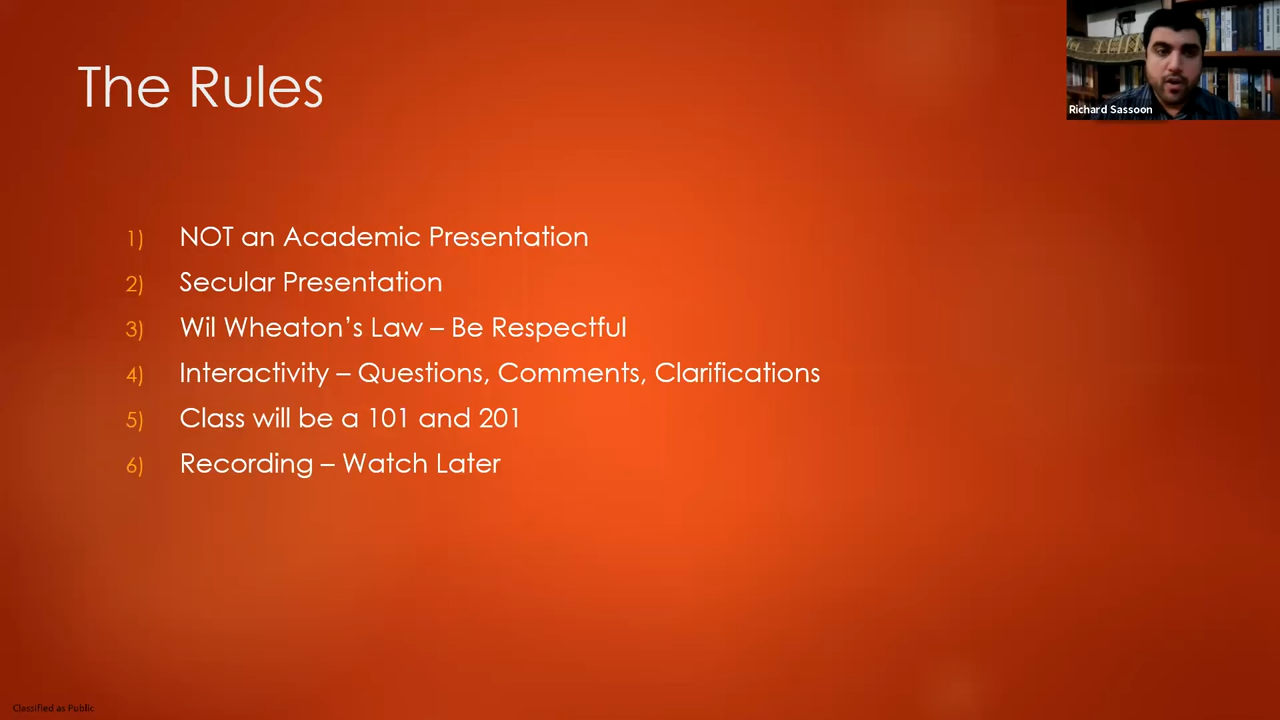 The Rules
Richard Sassoon
1) NOT an Academic Presentation
2) Secular Presentation
3) Wil Wheaton’s Law – Be Respectful
4) Interactivity – Questions, Comments, Clarifications
5) Class will be a 101 and 201
6) Recording – Watch Later
Classified as Public